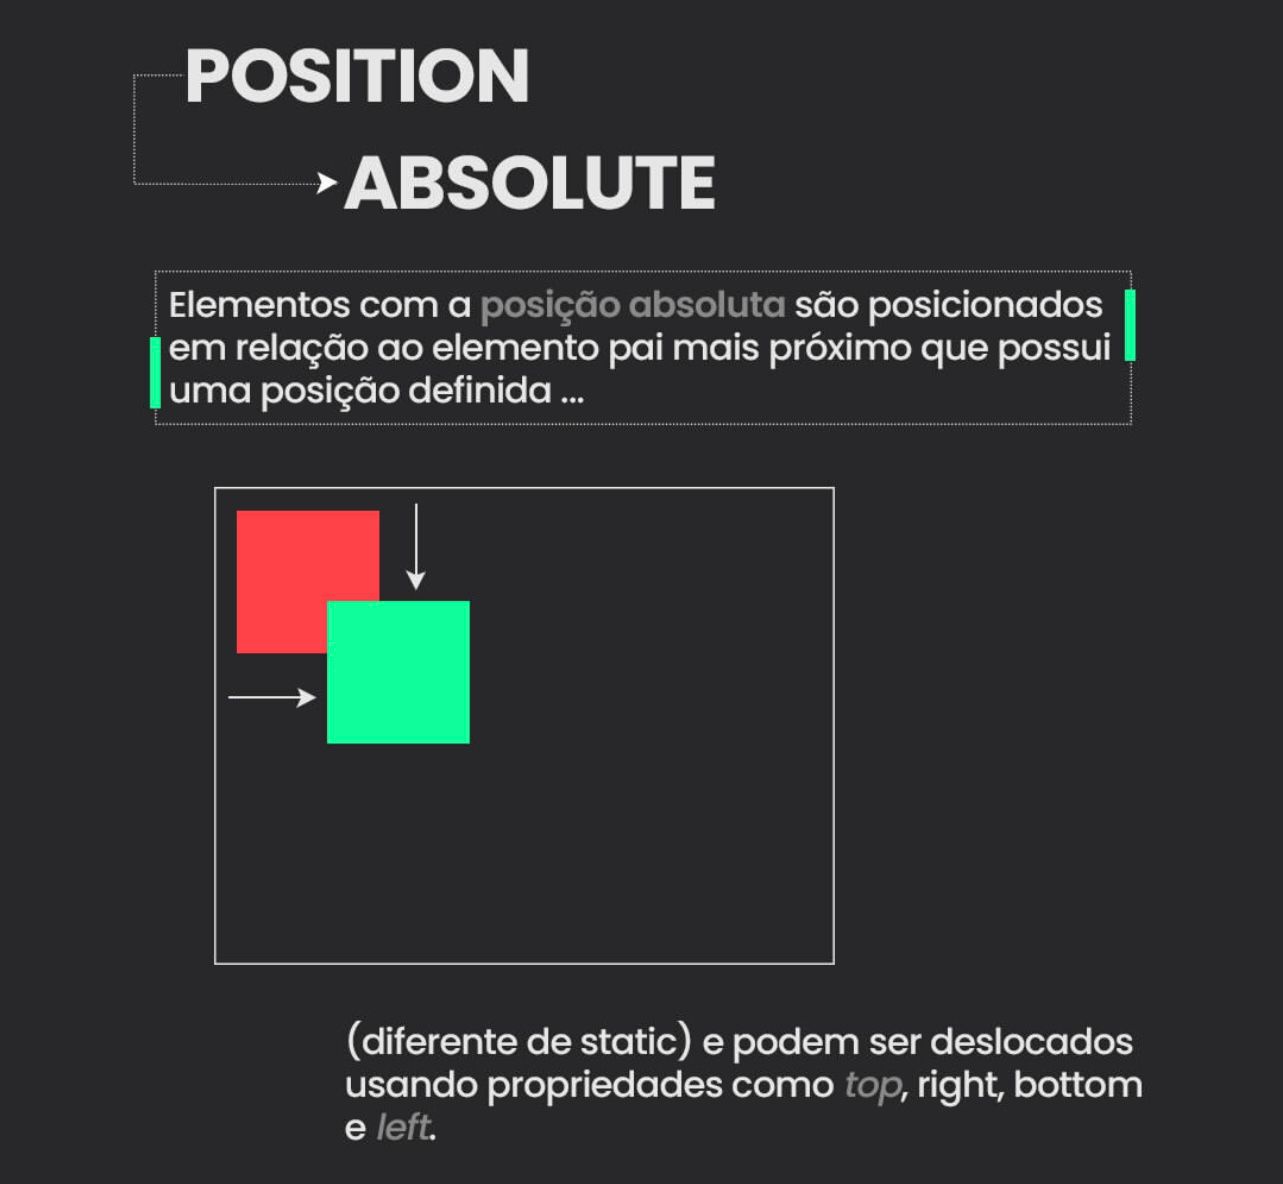 POSITION
ABSOLUTE
Elementos com a posição absoluta são posicionados
em relação ao elemento pai mais próximo que possui
uma posição definida ...
(diferente de static) e podem ser deslocados
usando propriedades como top, right, bottom
e left.